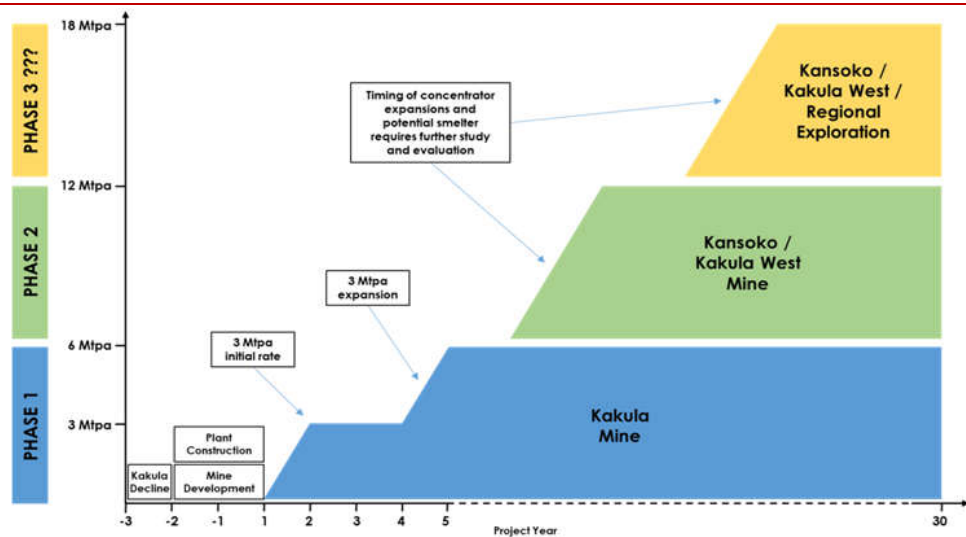 18 Mtpa
PHASE 3 ???
Kansoko /
Kakula West /
Regional
Exploration
Timing of concentrator
expansions and
potential smelter
requires further study
and evaluation
12 Mtpa
PHASE 2
Kansoko /
Kakula West
Mine
3 Mtpa
expansion
3 Mtpa
initial rate
6 Mtpa
PHASE 1
3 Mtpa
Kakula
Mine
Plant
Construction
Kakula
Decline
Mine
Development
-3 -2 -1 1 2 3 4 5 30
Project Year